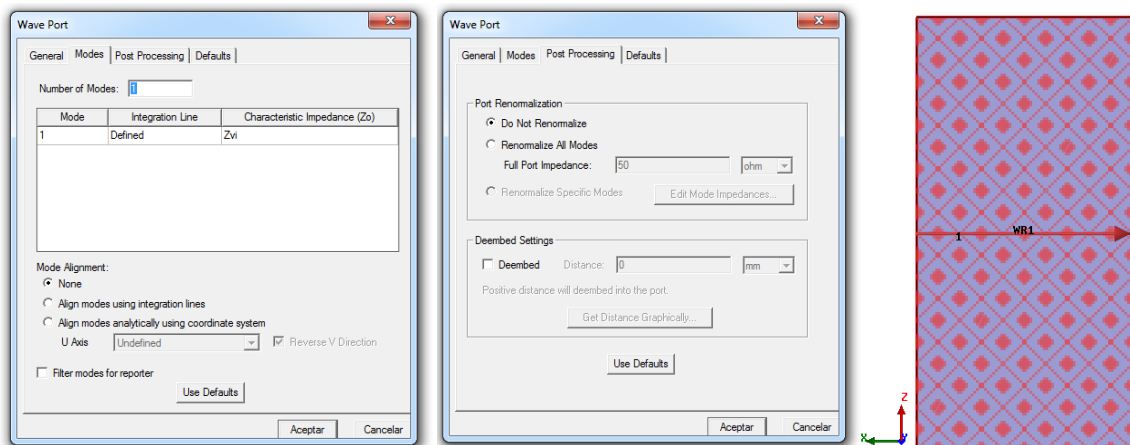 Wave Port
General Modes Post Processing Defaults
Number of Modes: 1
Mode Integration Line Characteristic Impedance (Zo)
1 Defined Zvi
Mode Alignment:
None
Align modes using integration lines
Align modes analytically using coordinate system
U Axis Undefined Reverse V Direction
Filter modes for reporter
Use Defaults
Aceptar Cancelar
Wave Port
General Modes Post Processing Defaults
Port Renormalization
Do Not Renormalize
Renormalize All Modes
Full Port Impedance: 50 ohm
Renormalize Specific Modes Edit Mode Impedances...
Deembed Settings
Deembed Distance: 0 mm
Positive distance will deembed into the port.
Get Distance Graphically...
Use Defaults
Aceptar Cancelar
1 WR1
Z
X Y